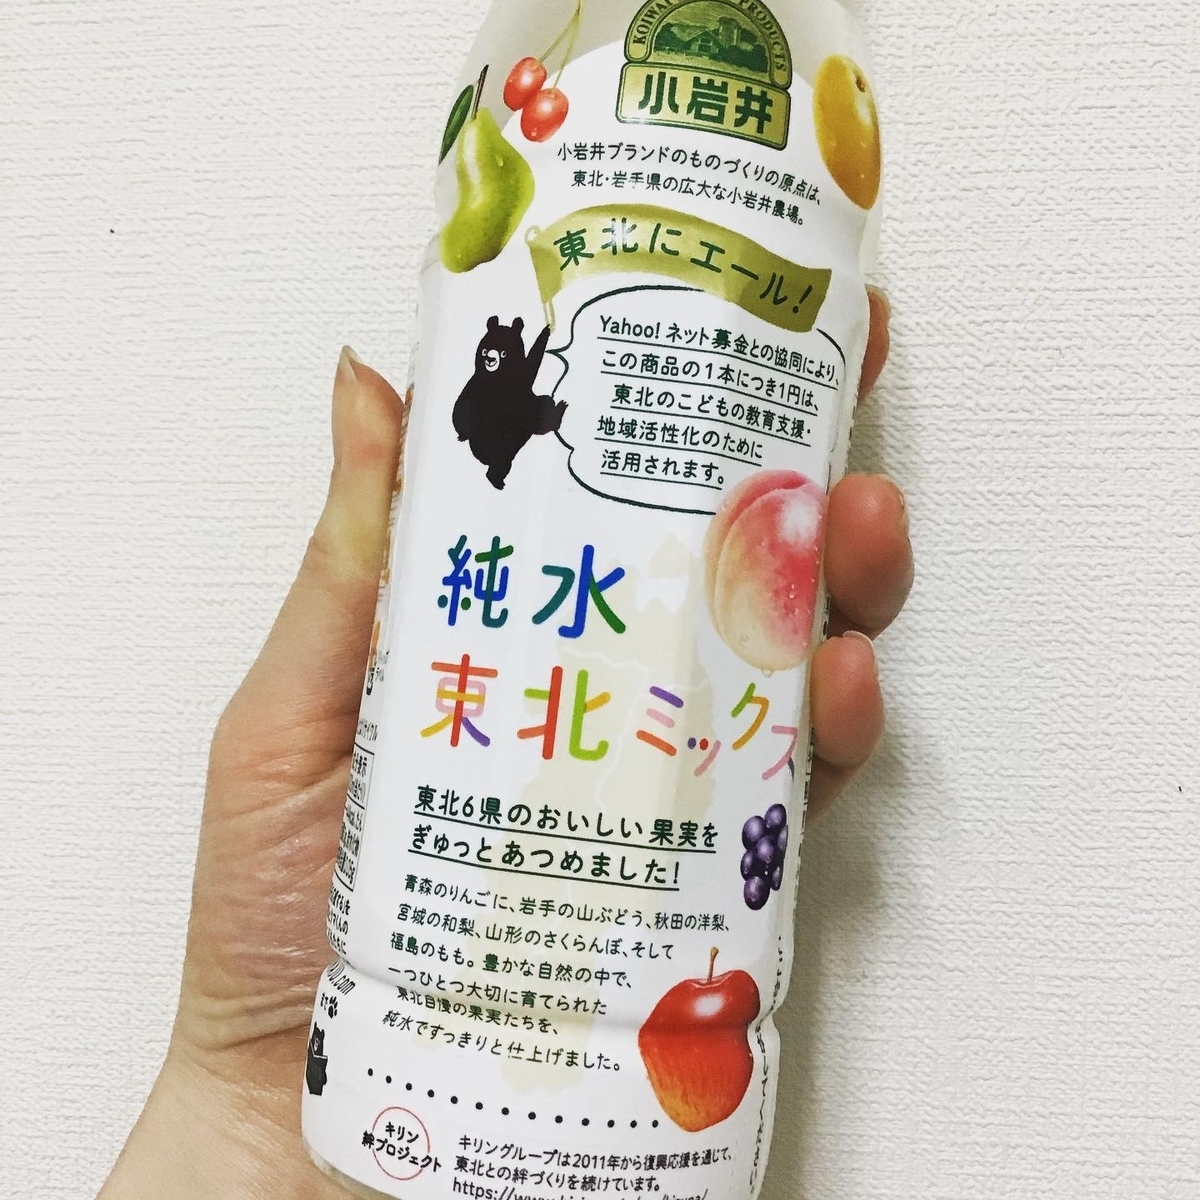 小岩井
小岩井ブランドのものづくりの原点は、
東北・岩手県の広大な小岩井農場。
東北にエール!
Yahoo!ネット募金との協同により、
この商品の1本につき1円は、
東北のこどもの教育支援・
地域活性化のために
活用されます。
純水
東北ミックス
東北6県のおいしい果実を
ぎゅっとあつめました!
青森のりんごに、岩手の山ぶどう、秋田の洋梨、
宮城の和梨、山形のさくらんぼ、そして
福島のもも。豊かな自然の中で、
一つひとつ大切に育てられた
東北自慢の果実たちを、
純水ですっきりと仕上げました。
キリン
絆プロジェクト
キリングループは2011年から復興応援を通じて、
東北との絆づくりを続けています。